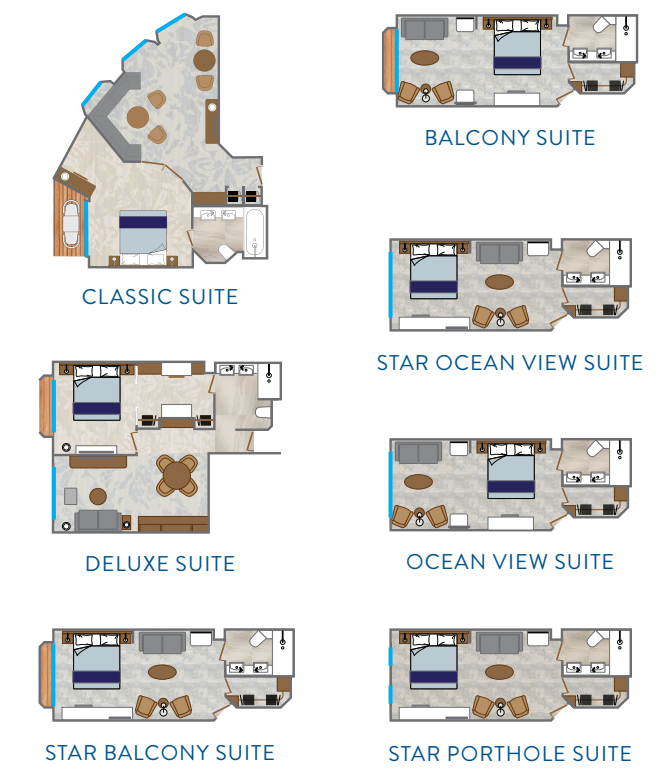 BALCONY SUITE
CLASSIC SUITE
STAR OCEAN VIEW SUITE
DELUXE SUITE
OCEAN VIEW SUITE
STAR BALCONY SUITE
STAR PORTHOLE SUITE